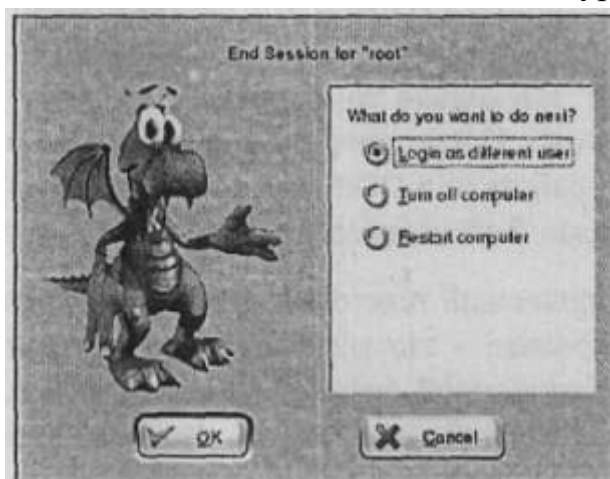 End Session for "root"
What do you want to do next?
Login as different user
Turn off computer
Restart computer
OK
Cancel